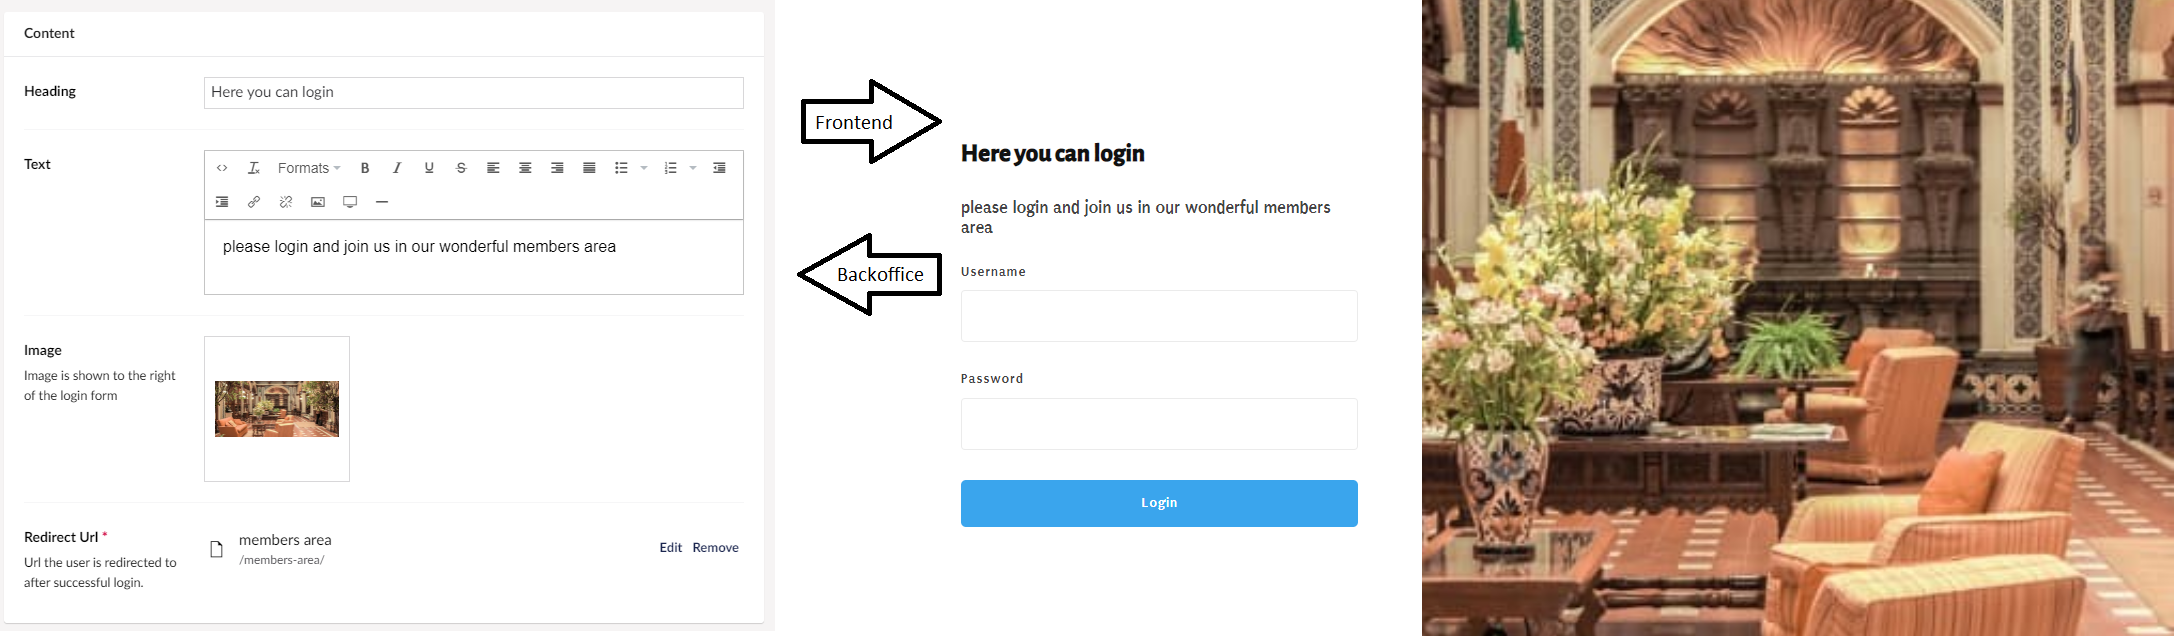 Content
Heading
Here you can login
Text
Formats
B I U S
please login and join us in our wonderful members area
Image
Image is shown to the right
of the login form
Redirect Url *
Url the user is redirected to
after successful login.
members area
/members-area/
Edit Remove
Frontend
Backoffice
Here you can login
please login and join us in our wonderful members
area
Username
Password
Login